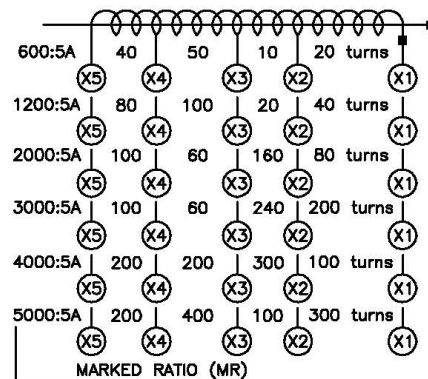 600:5A 40 50 10 20 turns
X5 X4 X3 X2 X1
1200:5A 80 100 20 40 turns
X5 X4 X3 X2 X1
2000:5A 100 60 160 80 turns
X5 X4 X3 X2 X1
3000:5A 100 60 240 200 turns
X5 X4 X3 X2 X1
4000:5A 200 200 300 100 turns
X5 X4 X3 X2 X1
5000:5A 200 400 100 300 turns
X5 X4 X3 X2 X1
MARKED RATIO (MR)